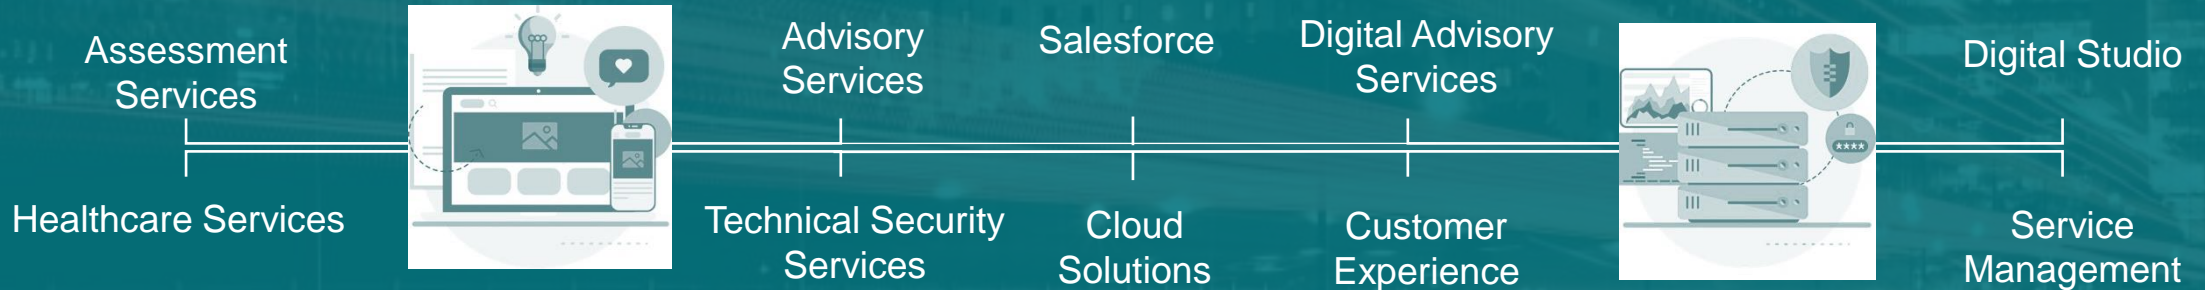 Assessment
Services
Advisory
Services
Salesforce
Digital Advisory
Services
Digital Studio
Healthcare Services
Technical Security
Services
Cloud
Solutions
Customer
Experience
Service
Management
****